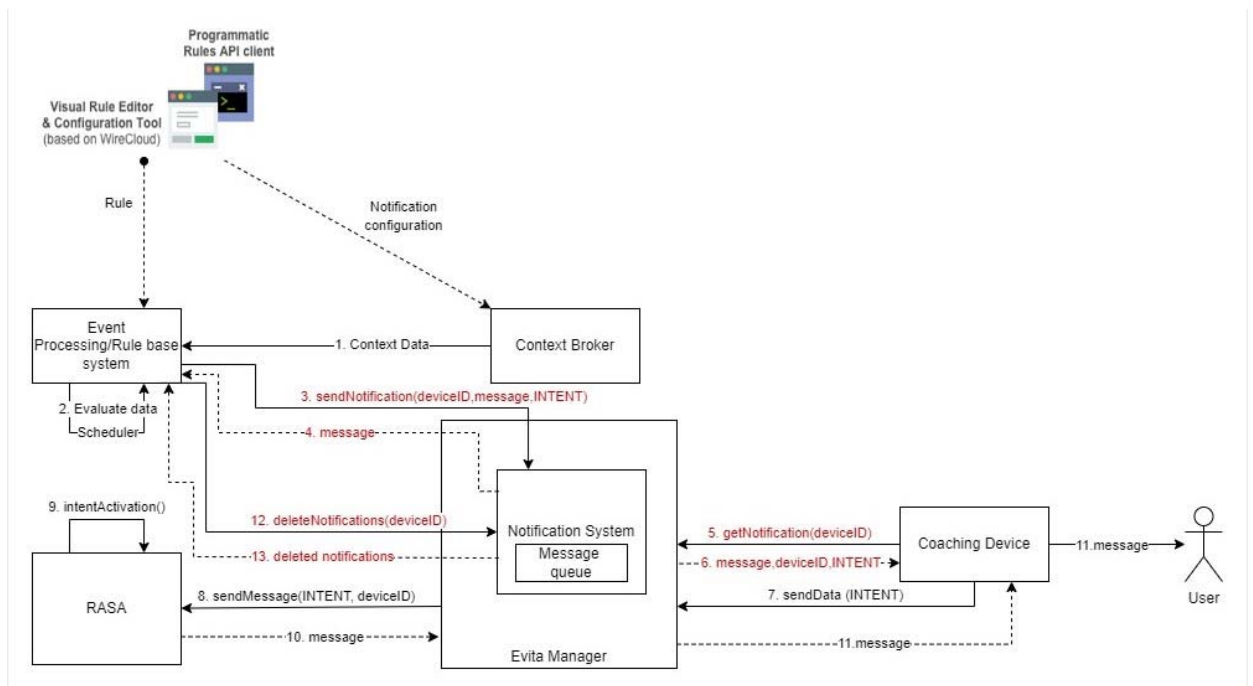 Programmatic
Rules API client
Visual Rule Editor
& Configuration Tool
(based on WireCloud)
Rule
Notification
configuration
Event
Processing/Rule base
system
1. Context Data
Context Broker
2. Evaluate data
Scheduler
3. sendNotification(deviceID,message,INTENT)
4. message
9. intentActivation()
12. deleteNotifications(deviceID)
13. deleted notifications
Notification System
Message
queue
5. getNotification(deviceID)
6. message,deviceID,INTENT
Coaching Device
11.message
User
RASA
8. sendMessage(INTENT, deviceID)
7. sendData (INTENT)
10. message
11.message
Evita Manager